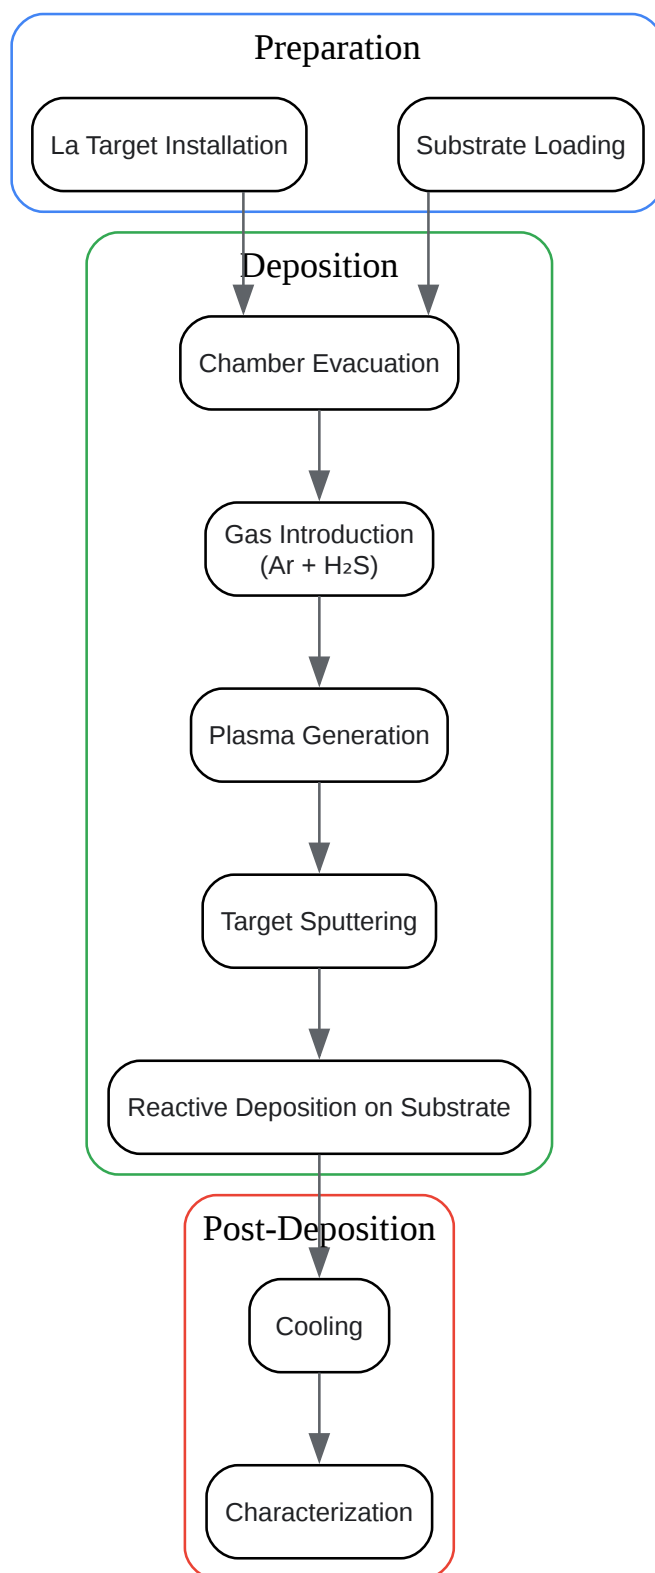 Preparation
La Target Installation
Substrate Loading
Deposition
Chamber Evacuation
Gas Introduction
(Ar + H₂S)
Plasma Generation
Target Sputtering
Reactive Deposition on Substrate
Post-Deposition
Cooling
Characterization